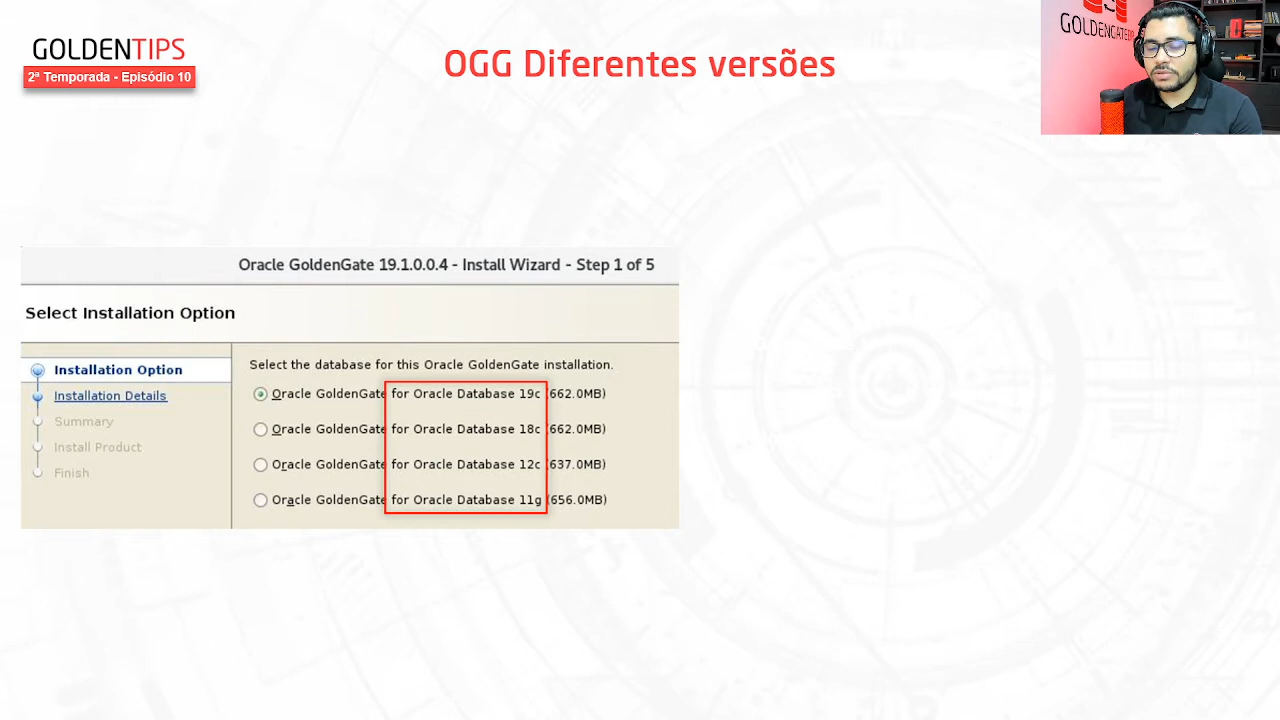 GOLDENTIPS
2ª Temporada - Episódio 10
OGG Diferentes versões
GOLDENGATE
Oracle GoldenGate 19.1.0.0.4 - Install Wizard - Step 1 of 5
Select Installation Option
Installation Option
Installation Details
Summary
Install Product
Finish
Select the database for this Oracle GoldenGate installation.
Oracle GoldenGate for Oracle Database 19c (662.0MB)
Oracle GoldenGate for Oracle Database 18c (662.0MB)
Oracle GoldenGate for Oracle Database 12c (637.0MB)
Oracle GoldenGate for Oracle Database 11g (656.0MB)